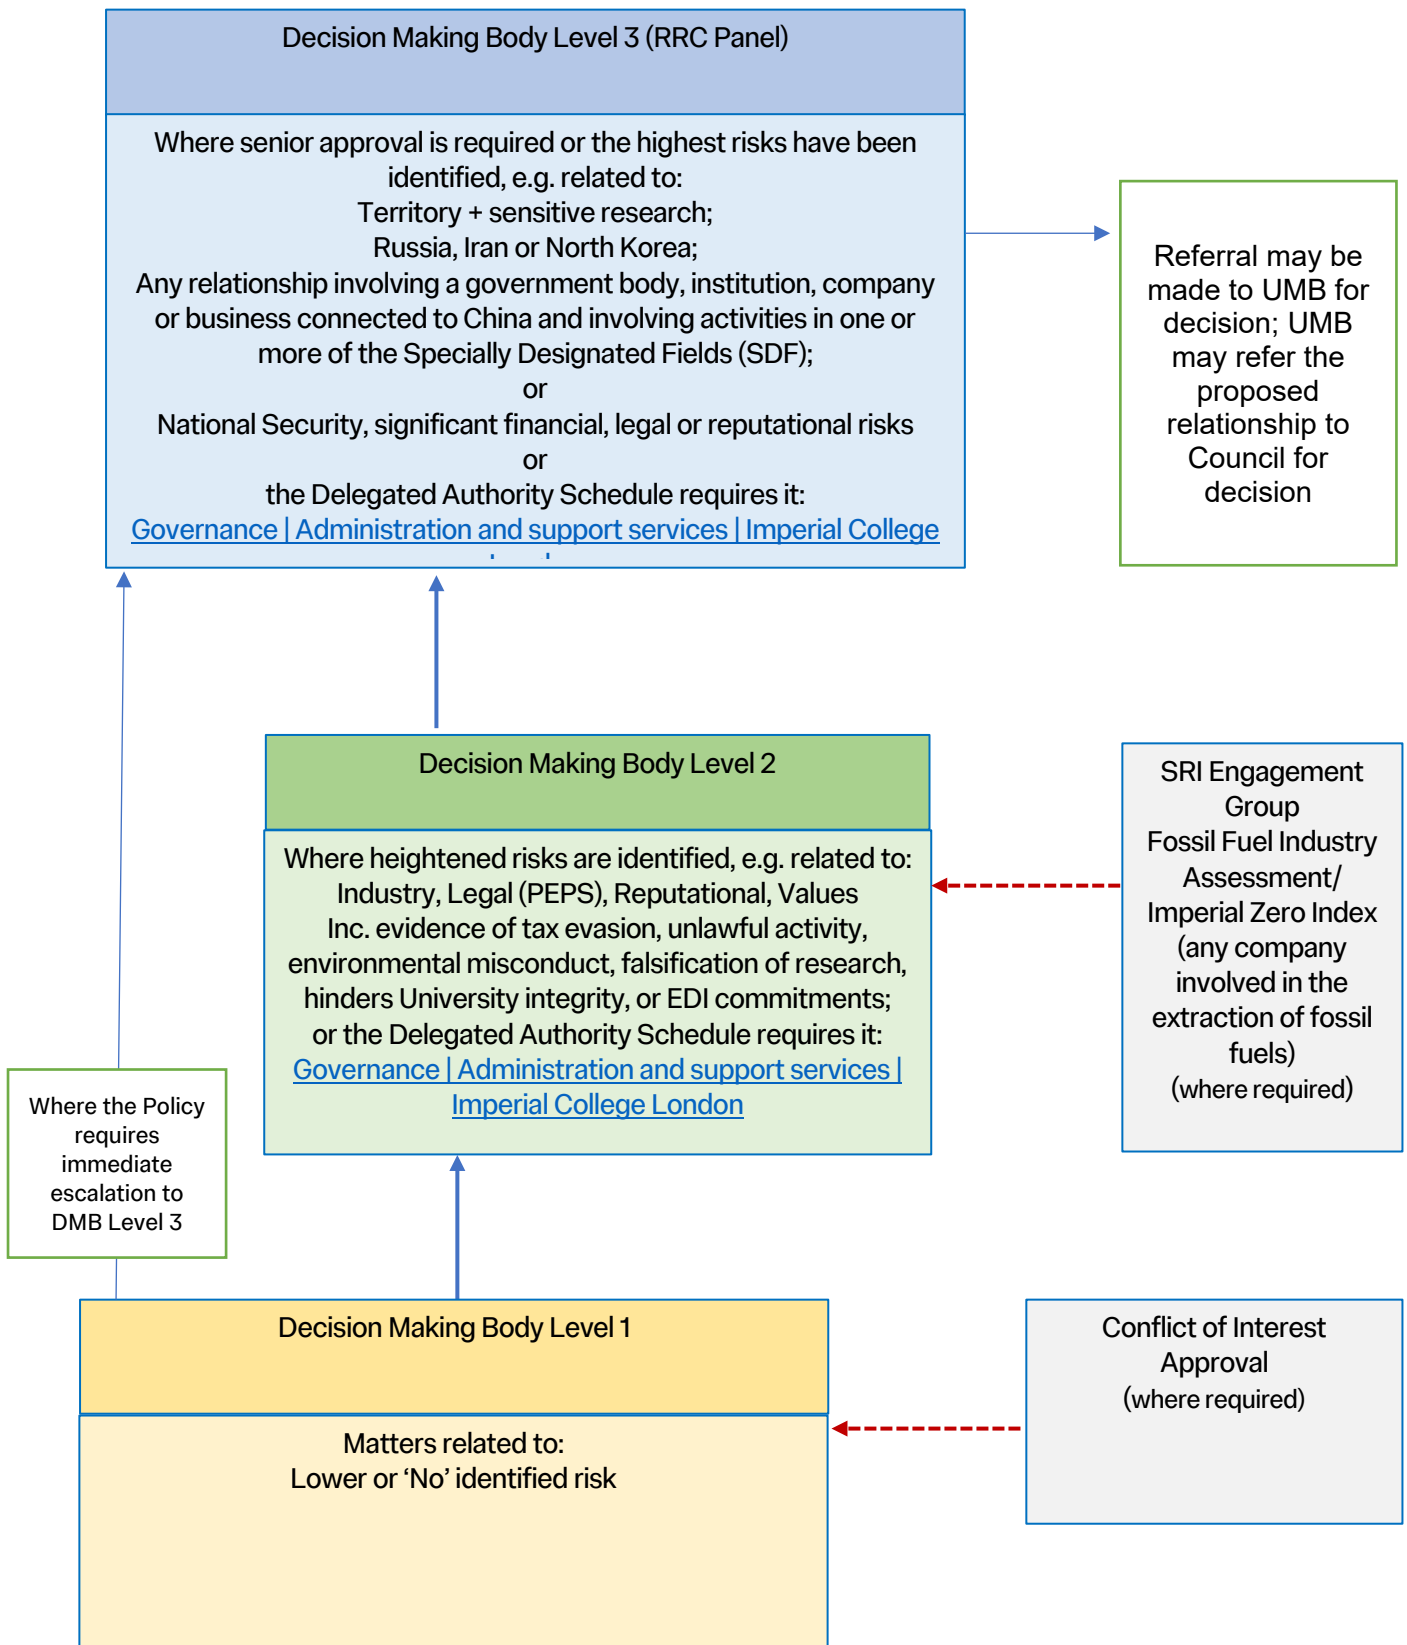 Decision Making Body Level 3 (RRC Panel)
Where senior approval is required or the highest risks have been
identified, e.g. related to:
Territory + sensitive research;
Russia, Iran or North Korea;
Any relationship involving a government body, institution, company
or business connected to China and involving activities in one or
more of the Specially Designated Fields (SDF);
or
National Security, significant financial, legal or reputational risks
or
the Delegated Authority Schedule requires it:
Governance | Administration and support services | Imperial College
Referral may be
made to UMB for
decision; UMB
may refer the
proposed
relationship to
Council for
decision
Decision Making Body Level 2
Where heightened risks are identified, e.g. related to:
Industry, Legal (PEPS), Reputational, Values
Inc. evidence of tax evasion, unlawful activity,
environmental misconduct, falsification of research,
hinders University integrity, or EDI commitments;
or the Delegated Authority Schedule requires it:
Governance | Administration and support services |
Imperial College London
SRI Engagement
Group
Fossil Fuel Industry
Assessment/
Imperial Zero Index
(any company
involved in the
extraction of fossil
fuels)
(where required)
Where the Policy
requires
immediate
escalation to
DMB Level 3
Decision Making Body Level 1
Matters related to:
Lower or ‘No’ identified risk
Conflict of Interest
Approval
(where required)